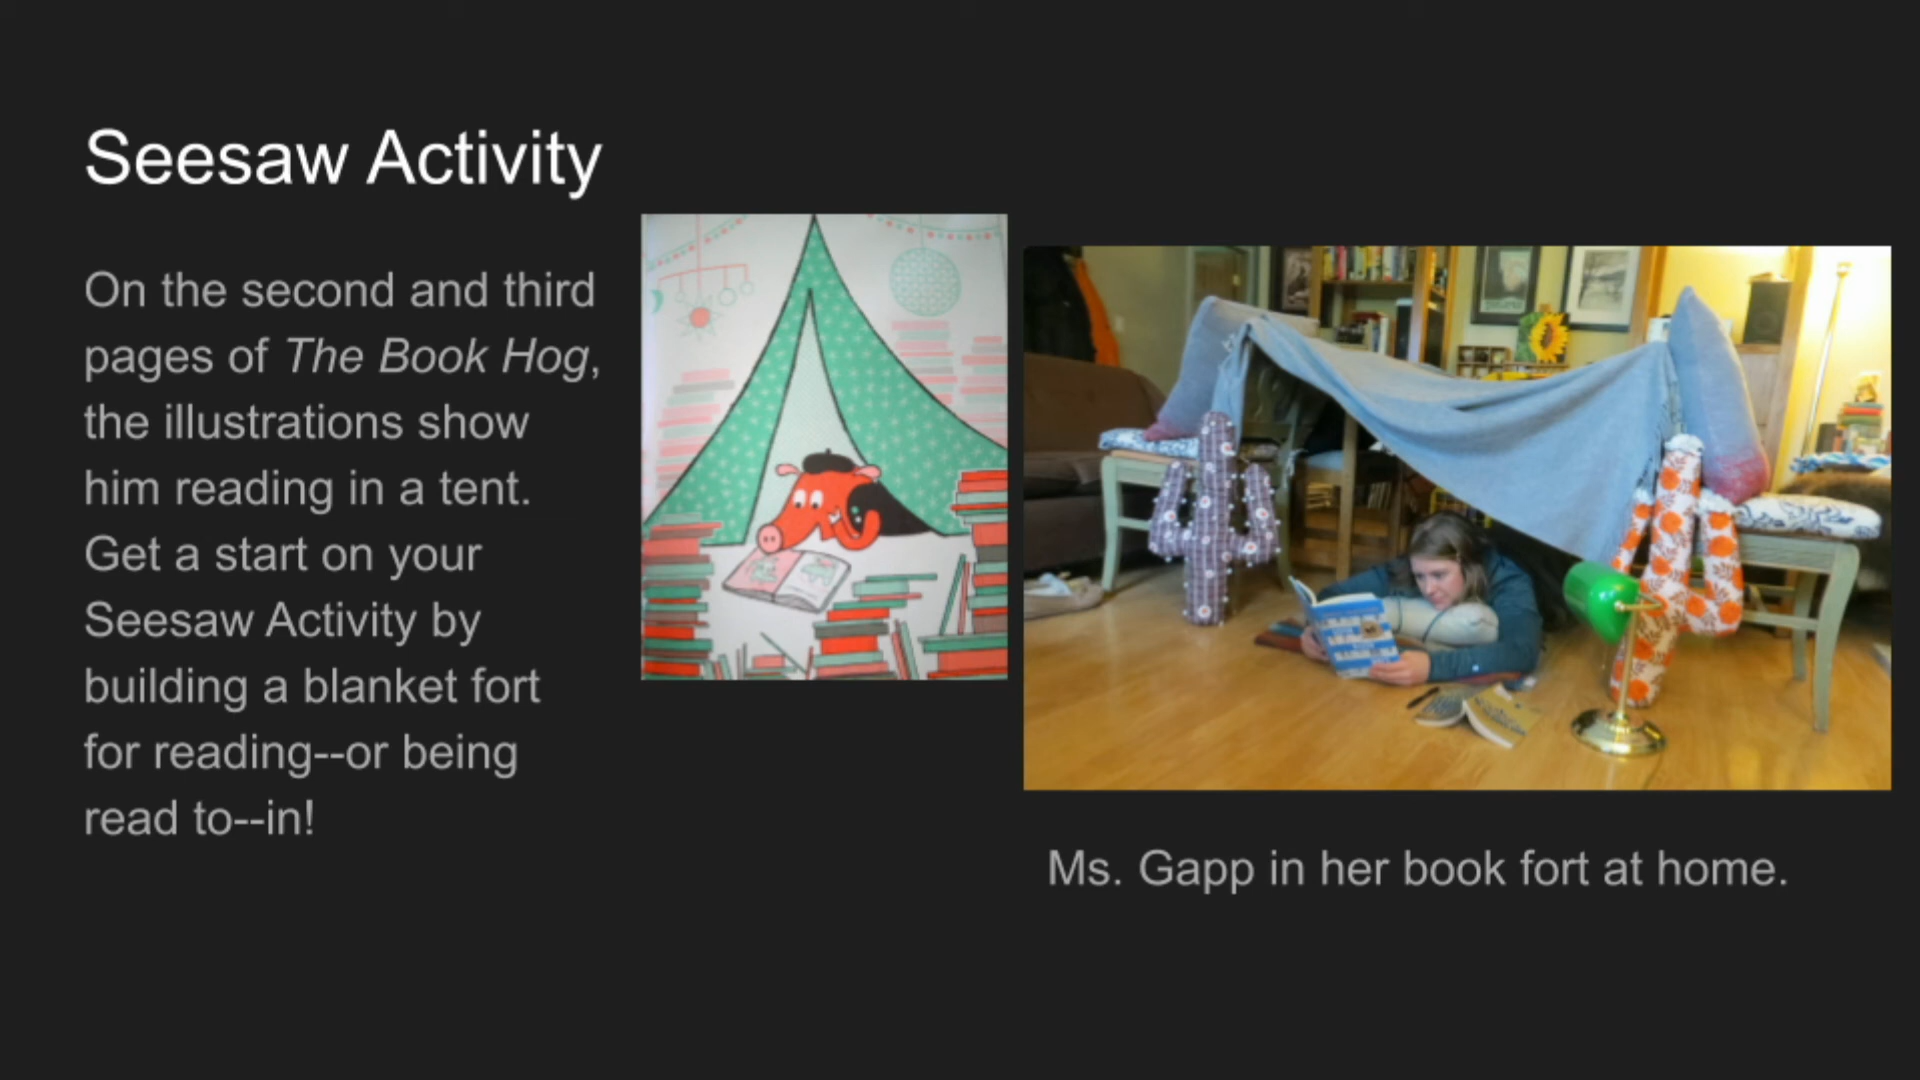 Seesaw Activity
On the second and third
pages of The Book Hog,
the illustrations show
him reading in a tent.
Get a start on your
Seesaw Activity by
building a blanket fort
for reading--or being
read to--in!
Ms. Gapp in her book fort at home.